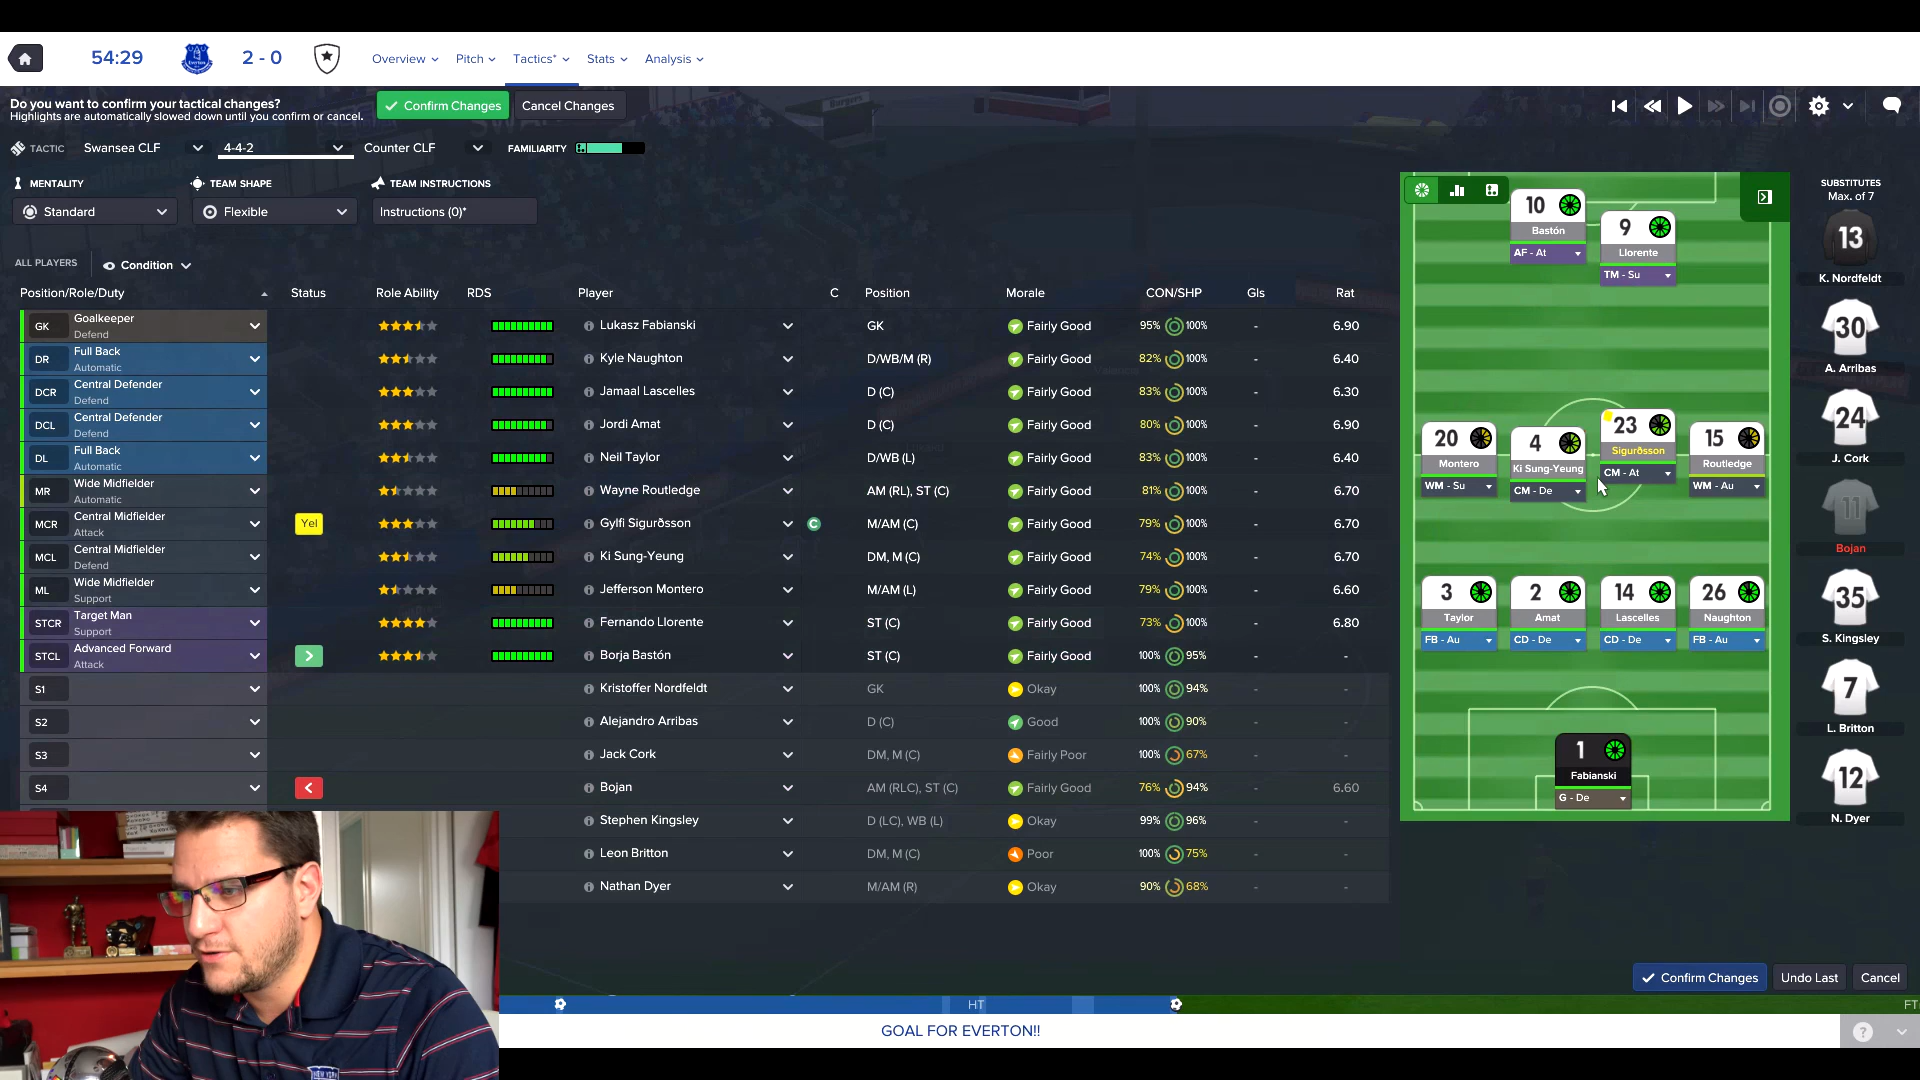 54:29 Everton 2 - 0 Overview Pitch Tactics* Stats Analysis
Do you want to confirm your tactical changes? Confirm Changes Cancel Changes
Highlights are automatically slowed down until you confirm or cancel.
TACTIC Swansea CLF 4-4-2 Counter CLF FAMILIARITY
MENTALITY TEAM SHAPE TEAM INSTRUCTIONS
Standard Flexible Instructions (0)*
ALL PLAYERS Condition
Position/Role/Duty Status Role Ability RDS Player C Position Morale CON/SHP Gls Rat
GK Goalkeeper Defend Lukasz Fabianski GK Fairly Good 95% 100% - 6.90
DR Full Back Automatic Kyle Naughton D/WB/M (R) Fairly Good 82% 100% - 6.40
DCR Central Defender Defend Jamaal Lascelles D (C) Fairly Good 83% 100% - 6.30
DCL Central Defender Defend Jordi Amat D (C) Fairly Good 80% 100% - 6.90
DL Full Back Automatic Neil Taylor D/WB (L) Fairly Good 83% 100% - 6.40
MR Wide Midfielder Automatic Wayne Routledge AM (RL), ST (C) Fairly Good 81% 100% - 6.70
MCR Central Midfielder Attack Yel Gylfi Sigurðsson C M/AM (C) Fairly Good 79% 100% - 6.70
MCL Central Midfielder Defend Ki Sung-Yeung DM, M (C) Fairly Good 74% 100% - 6.70
ML Wide Midfielder Support Jefferson Montero M/AM (L) Fairly Good 79% 100% - 6.60
STCR Target Man Support Fernando Llorente ST (C) Fairly Good 73% 100% - 6.80
STCL Advanced Forward Attack Borja Bastón ST (C) Fairly Good 100% 95% - -
S1 Kristoffer Nordfeldt GK Okay 100% 94% - -
S2 Alejandro Arribas D (C) Good 100% 90% - -
S3 Jack Cork DM, M (C) Fairly Poor 100% 67% - -
S4 Bojan AM (RLC), ST (C) Fairly Good 76% 94% - 6.60
Stephen Kingsley D (LC), WB (L) Okay 99% 96% - -
Leon Britton DM, M (C) Poor 100% 75% - -
Nathan Dyer M/AM (R) Okay 90% 68% - -
10
Bastón
AF - At
9
Llorente
TM - Su
20
Montero
WM - Su
4
Ki Sung-Yeung
CM - De
23
Sigurðsson
CM - At
15
Routledge
WM - Au
3
Taylor
FB - Au
2
Amat
CD - De
14
Lascelles
CD - De
26
Naughton
FB - Au
1
Fabianski
G - De
SUBSTITUTES
Max. of 7
13
K. Nordfeldt
30
A. Arribas
24
J. Cork
11
Bojan
35
S. Kingsley
7
L. Britton
12
N. Dyer
Confirm Changes Undo Last Cancel
HT FT
GOAL FOR EVERTON!!
NEW YORK